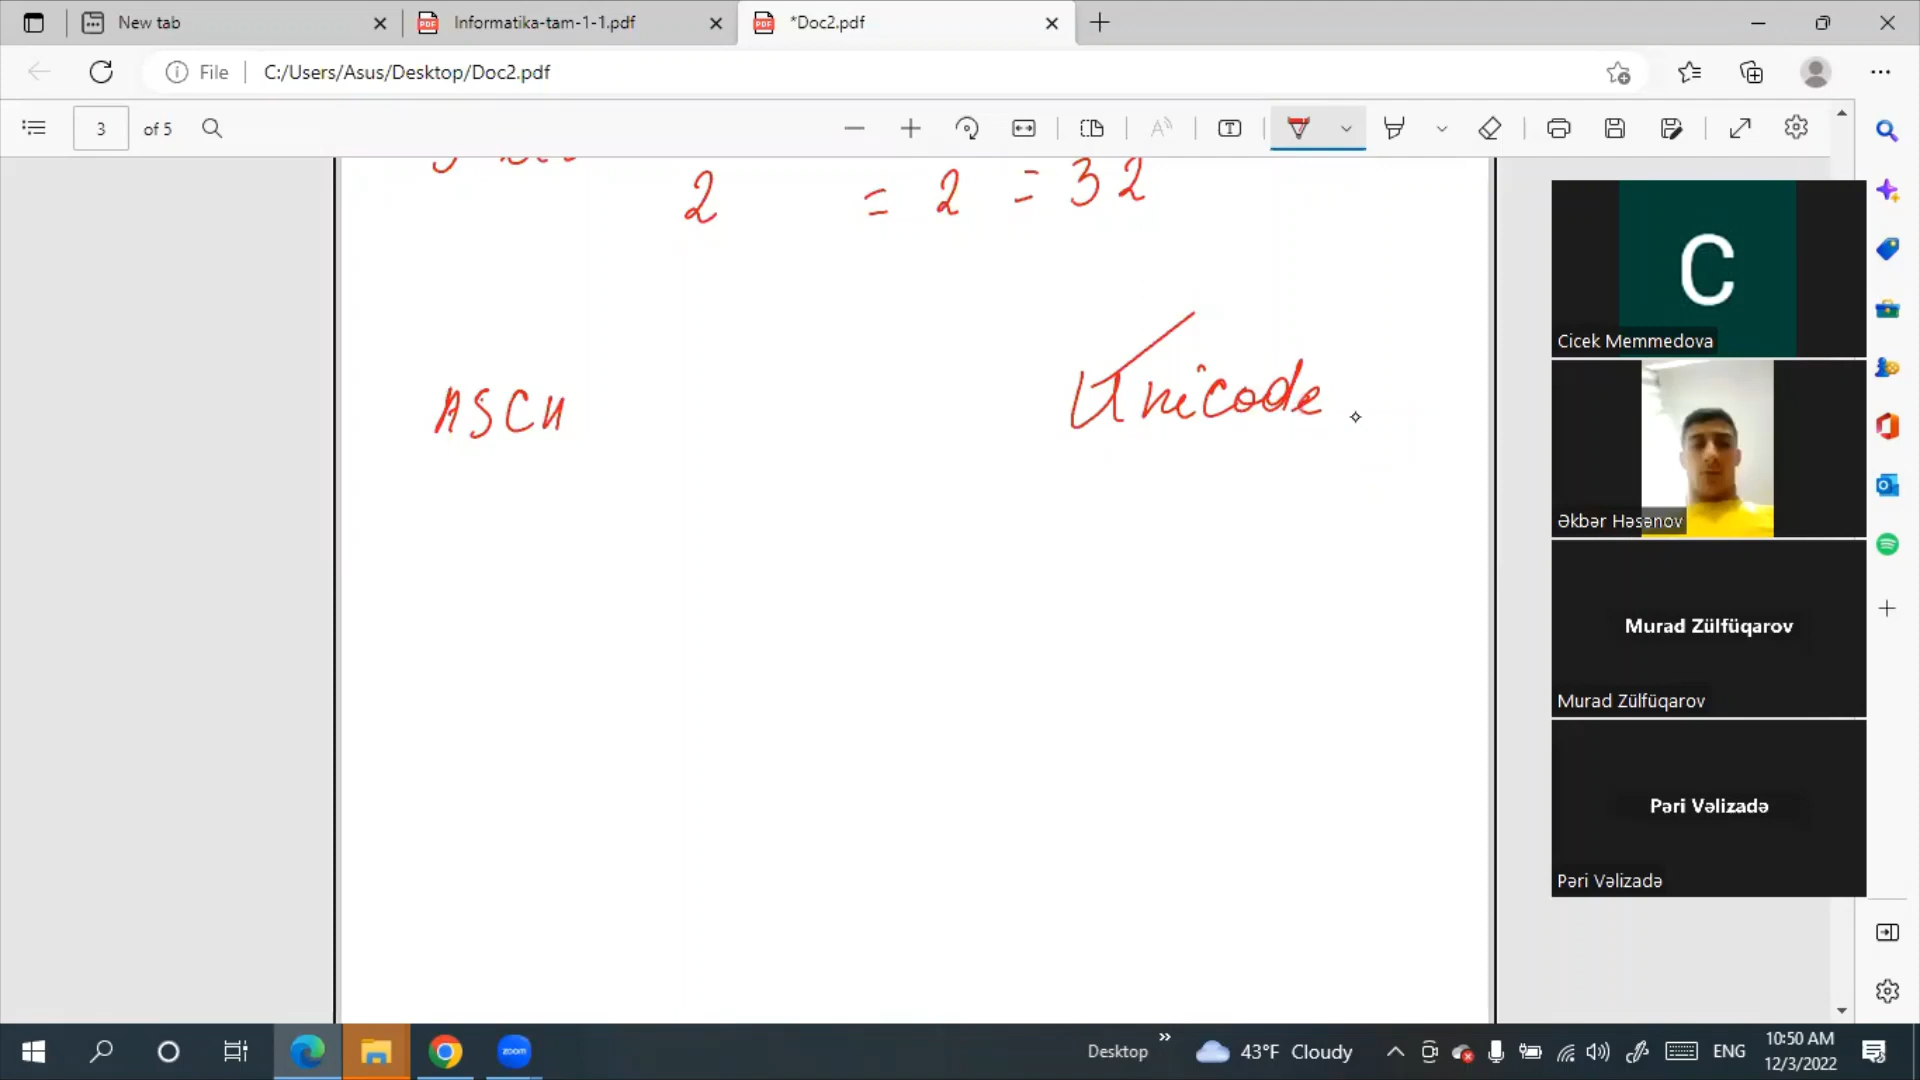 New tab
Informatika-tam-1-1.pdf
*Doc2.pdf
File
C:/Users/Asus/Desktop/Doc2.pdf
3 of 5
2 = 2 = 32
ASCII
Unicode
C
Cicek Memmedova
Əkbər Həsənov
Murad Zülfüqarov
Murad Zülfüqarov
Pəri Vəlizadə
Pəri Vəlizadə
zoom
Desktop
43°F Cloudy
ENG
10:50 AM
12/3/2022